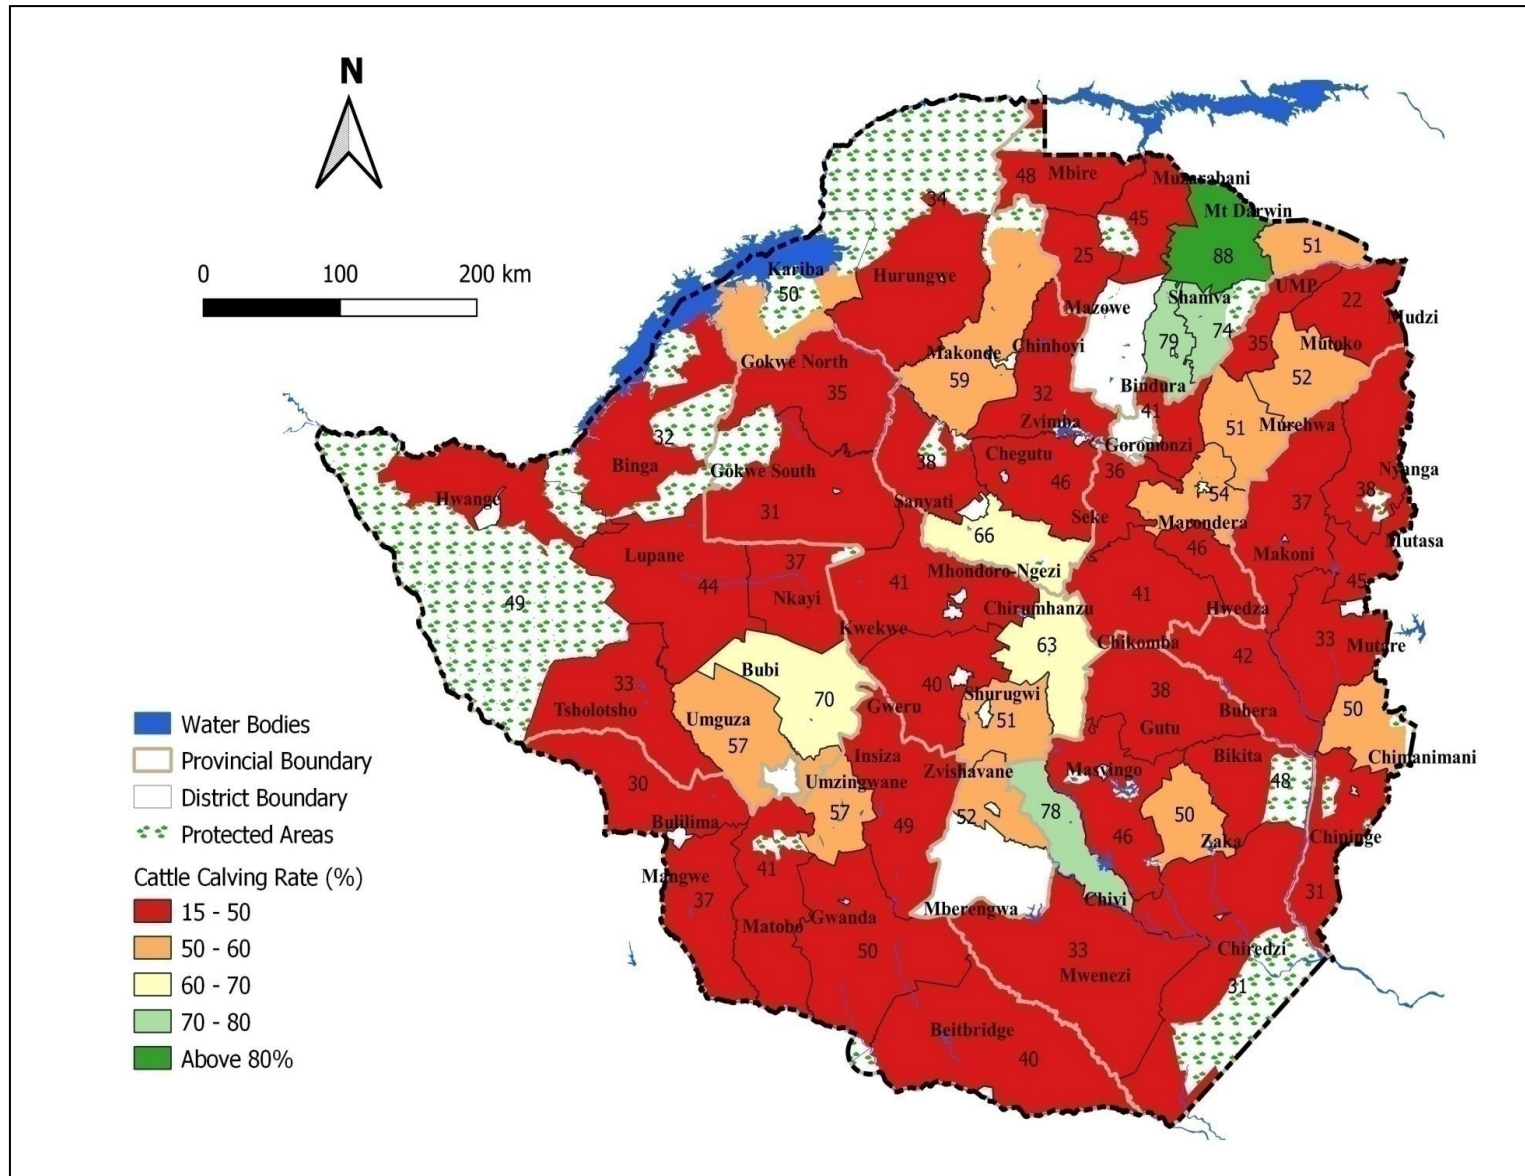 N
0 100 200 km
48
Mbire
Muzarabani
34
45
Mt Darwin
51
Kariba
50
Hurungwe
25
88
Mazowe
Shamva
UMP
22
Mudzi
79
74
35
Mutoko
Gokwe North
Makonde
Chinhoyi
59
52
35
32
Bindura
41
Zvimba
Goromonzi
51
Murehwa
32
Binga
Gokwe South
38
Chegutu
46
36
Nyanga
38
Hwange
31
Sanyati
Seke
54
Marondera
37
66
46
Makoni
Mutasa
Lupane
37
44
Nkayi
41
Mhondoro-Ngezi
45
49
Chirumhanzu
41
Hwedza
Kwekwe
63
Chikomba
42
33
Mutare
Bubi
33
Tsholotsho
70
40
Gweru
Shurugwi
51
38
Gutu
Buhera
50
Umguza
57
Insiza
Chimanimani
Umzingwane
Zvishavane
Masvingo
Bikita
48
30
57
52
78
50
Bulilima
49
46
Zaka
Chipinge
Mangwe
41
37
31
Matobo
Gwanda
Mberengwa
Chivi
50
33
Mwenezi
Chiredzi
31
Beitbridge
40
Water Bodies
Provincial Boundary
District Boundary
Protected Areas
Cattle Calving Rate (%)
15 - 50
50 - 60
60 - 70
70 - 80
Above 80%